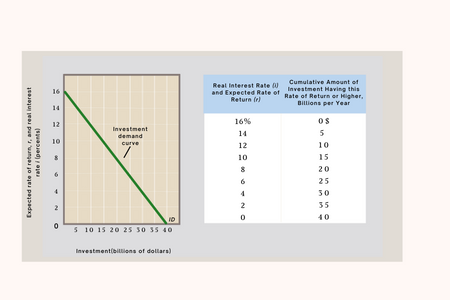 Expected rate of return, r, and real interest
rate i (percents)
16
14
12
10
8
6
4
2
0
Investment
demand
curve
ID
5 10 15 20 25 30 35 40
Investment(billions of dollars)
Real Interest Rate (i)
and Expected Rate of
Return (r)
Cumulative Amount of
Investment Having this
Rate of Return or Higher,
Billions per Year
16% 0 $
14 5
12 10
10 15
8 20
6 25
4 30
2 35
0 40